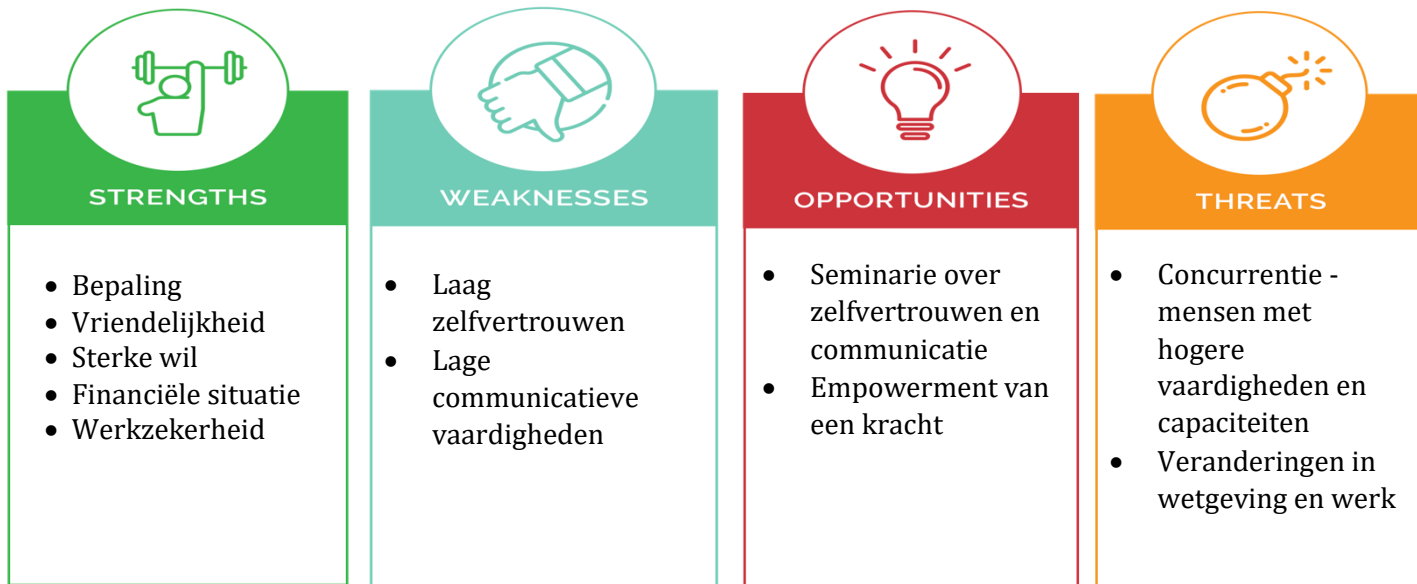 STRENGTHS
• Bepaling
• Vriendelijkheid
• Sterke wil
• Financiële situatie
• Werkzekerheid
WEAKNESSES
• Laag
zelfvertrouwen
• Lage
communicatieve
vaardigheden
OPPORTUNITIES
• Seminarie over
zelfvertrouwen en
communicatie
• Empowerment van
een kracht
THREATS
• Concurrentie -
mensen met
hogere
vaardigheden en
capaciteiten
• Veranderingen in
wetgeving en werk